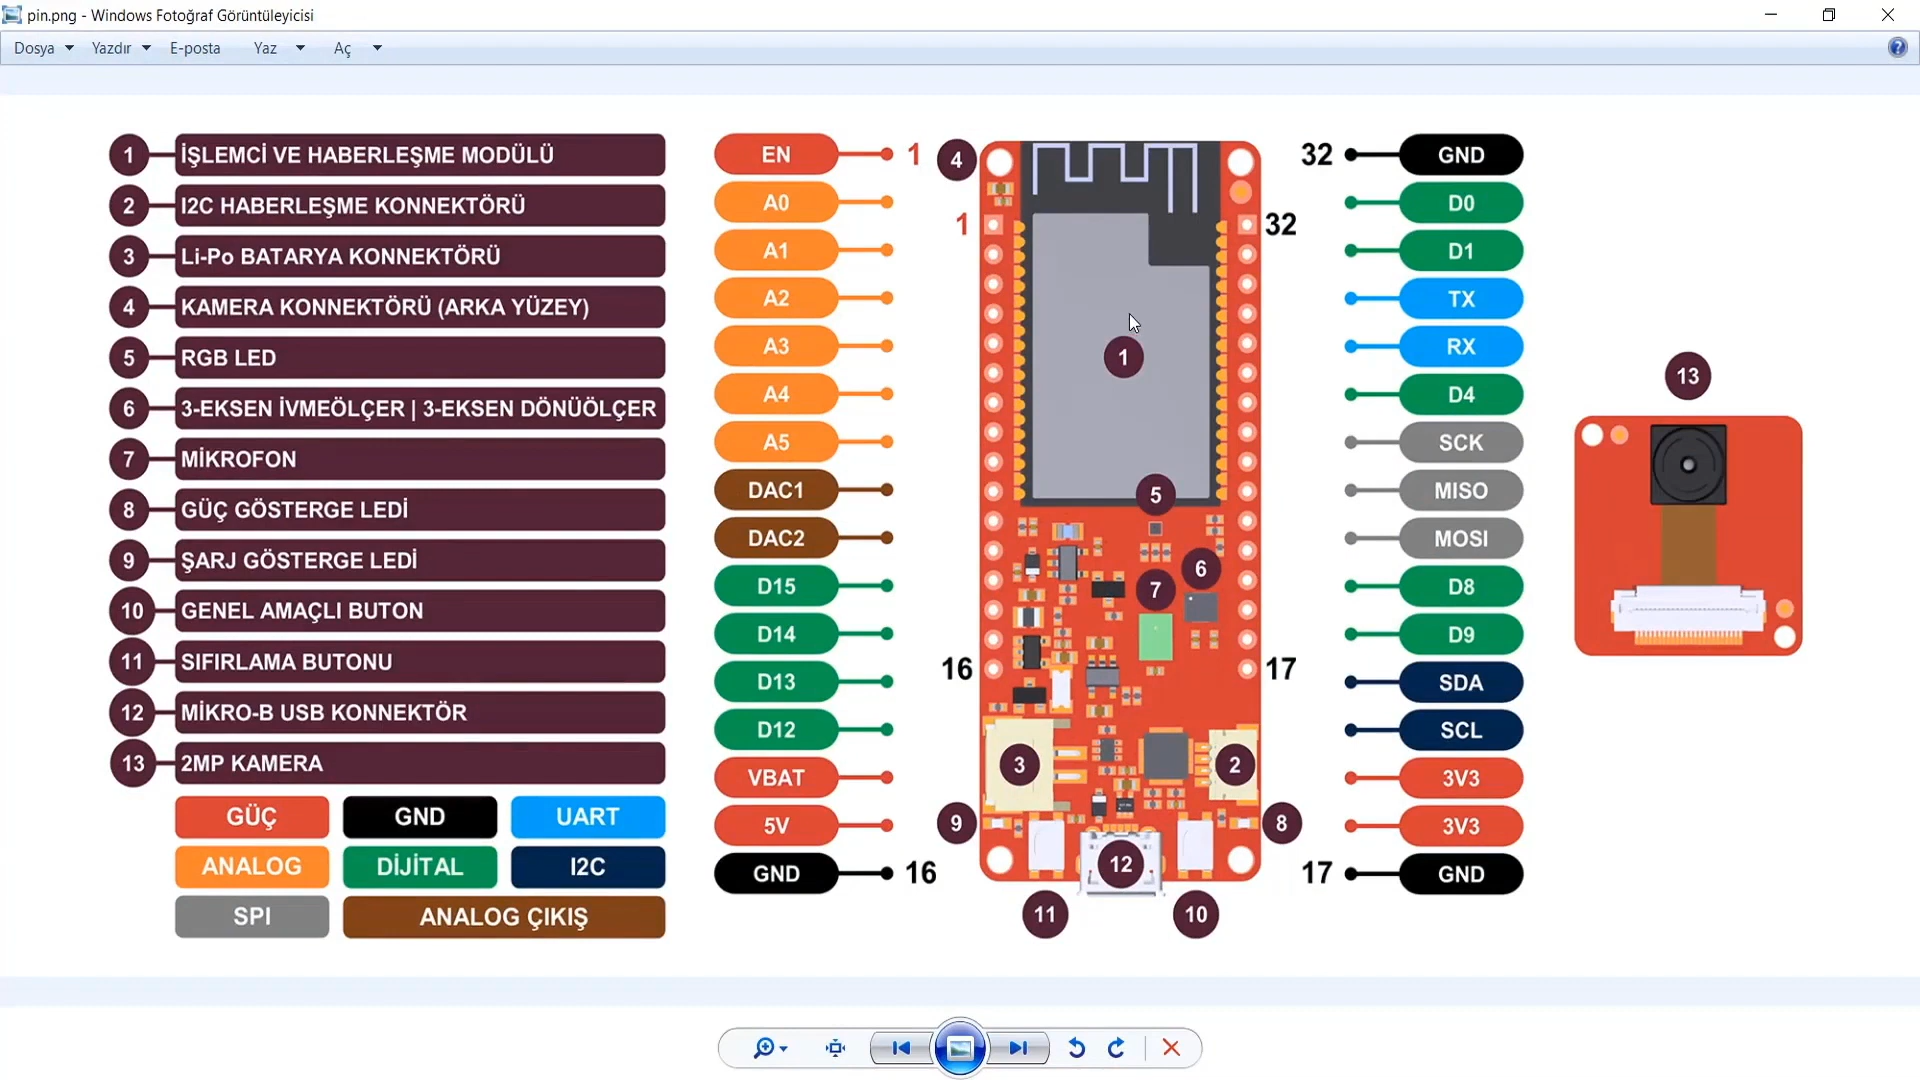 pin.png - Windows Fotoğraf Görüntüleyicisi
Dosya Yazdır E-posta Yaz Aç
1 İŞLEMCİ VE HABERLEŞME MODÜLÜ
2 I2C HABERLEŞME KONNEKTÖRÜ
3 Li-Po BATARYA KONNEKTÖRÜ
4 KAMERA KONNEKTÖRÜ (ARKA YÜZEY)
5 RGB LED
6 3-EKSEN İVMEÖLÇER | 3-EKSEN DÖNÜÖLÇER
7 MİKROFON
8 GÜÇ GÖSTERGE LEDİ
9 ŞARJ GÖSTERGE LEDİ
10 GENEL AMAÇLI BUTON
11 SIFIRLAMA BUTONU
12 MİKRO-B USB KONNEKTÖR
13 2MP KAMERA
GÜÇ GND UART
ANALOG DİJİTAL I2C
SPI ANALOG ÇIKIŞ
EN 1
A0
A1
A2
A3
A4
A5
DAC1
DAC2
D15
D14
D13
D12
VBAT
5V
GND 16
4
1 32
1
5
6
7
16 17
3 2
9 8
12
11 10
32 GND
D0
D1
TX
RX
D4
SCK
MISO
MOSI
D8
D9
SDA
SCL
3V3
3V3
17 GND
13